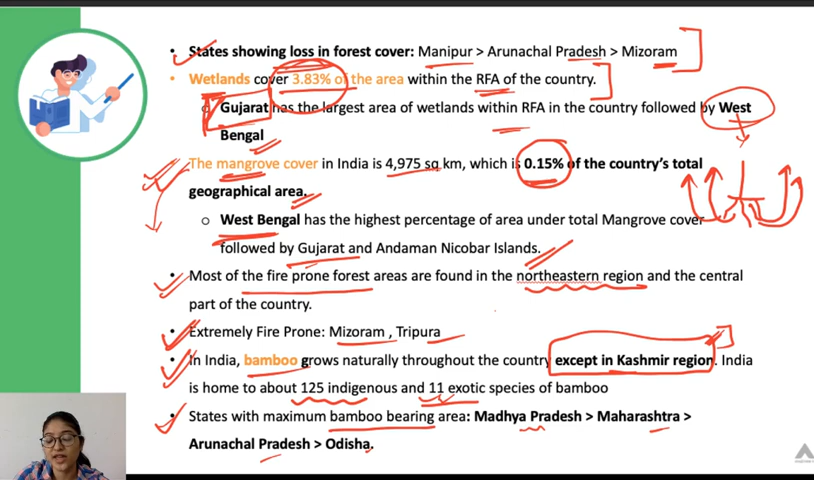 States showing loss in forest cover: Manipur > Arunachal Pradesh > Mizoram
Wetlands cover 3.83% of the area within the RFA of the country.
Gujarat has the largest area of wetlands within RFA in the country followed by West
Bengal
The mangrove cover in India is 4,975 sq km, which is 0.15% of the country's total
geographical area.
West Bengal has the highest percentage of area under total Mangrove cover
followed by Gujarat and Andaman Nicobar Islands.
Most of the fire prone forest areas are found in the northeastern region and the central
part of the country.
Extremely Fire Prone: Mizoram , Tripura
In India, bamboo grows naturally throughout the country except in Kashmir region. India
is home to about 125 indigenous and 11 exotic species of bamboo
States with maximum bamboo bearing area: Madhya Pradesh > Maharashtra >
Arunachal Pradesh > Odisha.